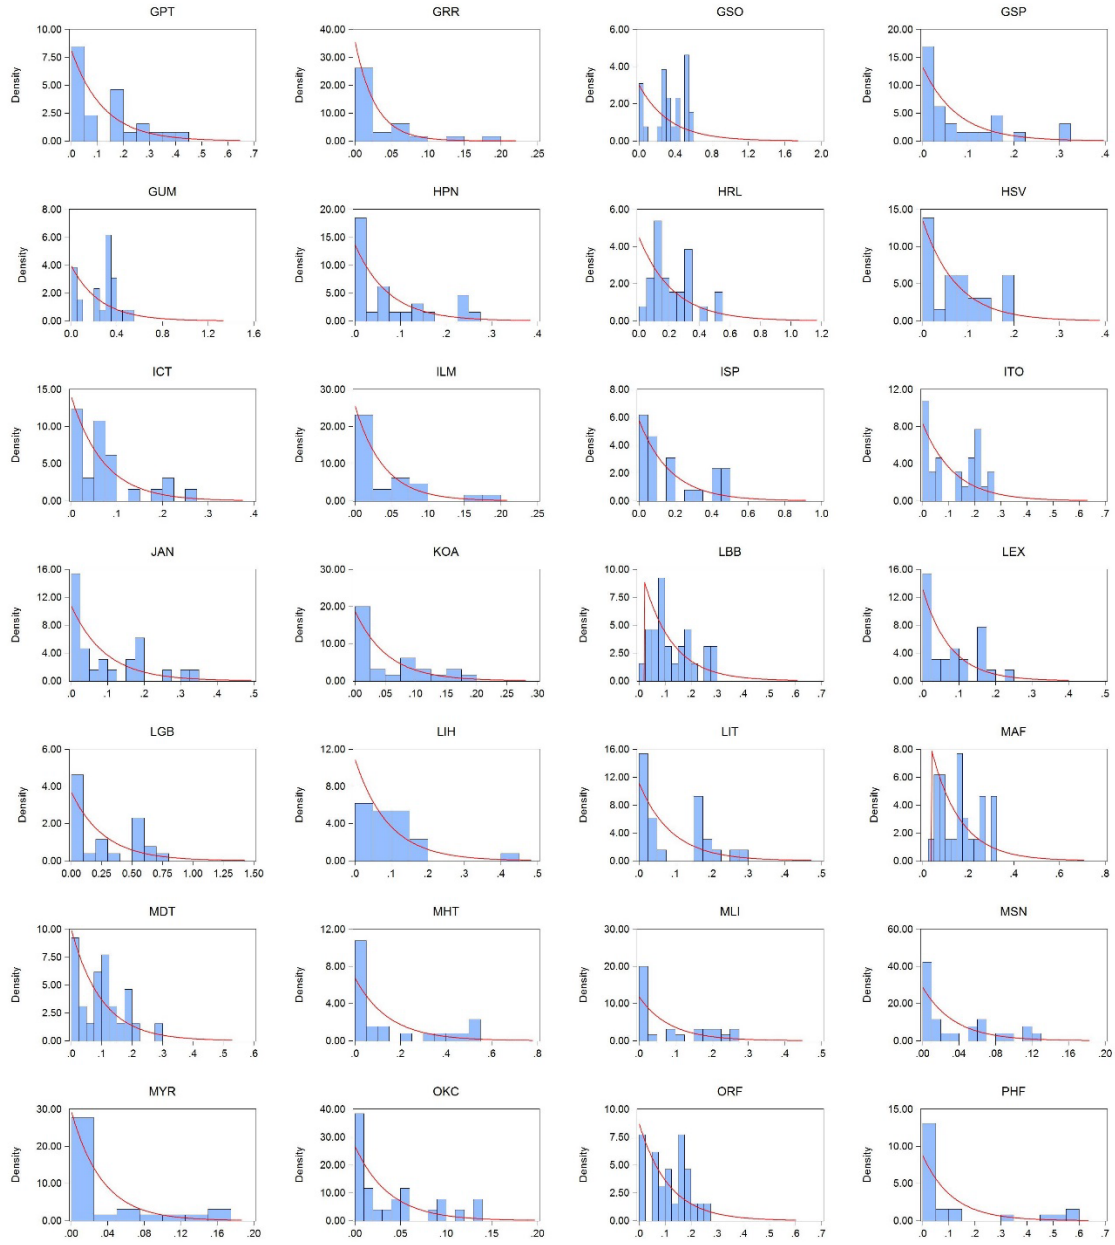 GPT
Density
10.00
7.50
5.00
2.50
0.00
.0 .1 .2 .3 .4 .5 .6 .7
GRR
Density
40.00
30.00
20.00
10.00
0.00
.00 .05 .10 .15 .20 .25
GSO
Density
6.00
4.00
2.00
0.00
0.0 0.4 0.8 1.2 1.6 2.0
GSP
Density
20.00
15.00
10.00
5.00
0.00
.0 .1 .2 .3 .4
GUM
Density
8.00
6.00
4.00
2.00
0.00
0.0 0.4 0.8 1.2 1.6
HPN
Density
20.00
15.00
10.00
5.00
0.00
.0 .1 .2 .3 .4
HRL
Density
6.00
4.00
2.00
0.00
0.0 0.2 0.4 0.6 0.8 1.0 1.2
HSV
Density
15.00
10.00
5.00
0.00
.0 .1 .2 .3 .4
ICT
Density
15.00
10.00
5.00
0.00
.0 .1 .2 .3 .4
ILM
Density
30.00
20.00
10.00
0.00
.00 .05 .10 .15 .20 .25
ISP
Density
8.00
6.00
4.00
2.00
0.00
0.0 0.2 0.4 0.6 0.8 1.0
ITO
Density
12.00
8.00
4.00
0.00
.0 .1 .2 .3 .4 .5 .6 .7
JAN
Density
16.00
12.00
8.00
4.00
0.00
.0 .1 .2 .3 .4 .5
KOA
Density
30.00
20.00
10.00
0.00
.00 .05 .10 .15 .20 .25 .30
LBB
Density
10.00
7.50
5.00
2.50
0.00
.0 .1 .2 .3 .4 .5 .6 .7
LEX
Density
16.00
12.00
8.00
4.00
0.00
.0 .1 .2 .3 .4 .5
LGB
Density
6.00
4.00
2.00
0.00
0.00 0.25 0.50 0.75 1.00 1.25 1.50
LIH
Density
12.00
8.00
4.00
0.00
.0 .1 .2 .3 .4 .5
LIT
Density
16.00
12.00
8.00
4.00
0.00
.0 .1 .2 .3 .4 .5
MAF
Density
8.00
6.00
4.00
2.00
0.00
.0 .2 .4 .6 .8
MDT
Density
10.00
7.50
5.00
2.50
0.00
.0 .1 .2 .3 .4 .5 .6
MHT
Density
12.00
8.00
4.00
0.00
.0 .2 .4 .6 .8
MLI
Density
30.00
20.00
10.00
0.00
.0 .1 .2 .3 .4 .5
MSN
Density
60.00
40.00
20.00
0.00
.00 .04 .08 .12 .16 .20
MYR
Density
30.00
20.00
10.00
0.00
.00 .04 .08 .12 .16 .20
OKC
Density
40.00
30.00
20.00
10.00
0.00
.00 .05 .10 .15 .20
ORF
Density
10.00
7.50
5.00
2.50
0.00
.0 .1 .2 .3 .4 .5 .6 .7
PHF
Density
15.00
10.00
5.00
0.00
.0 .1 .2 .3 .4 .5 .6 .7